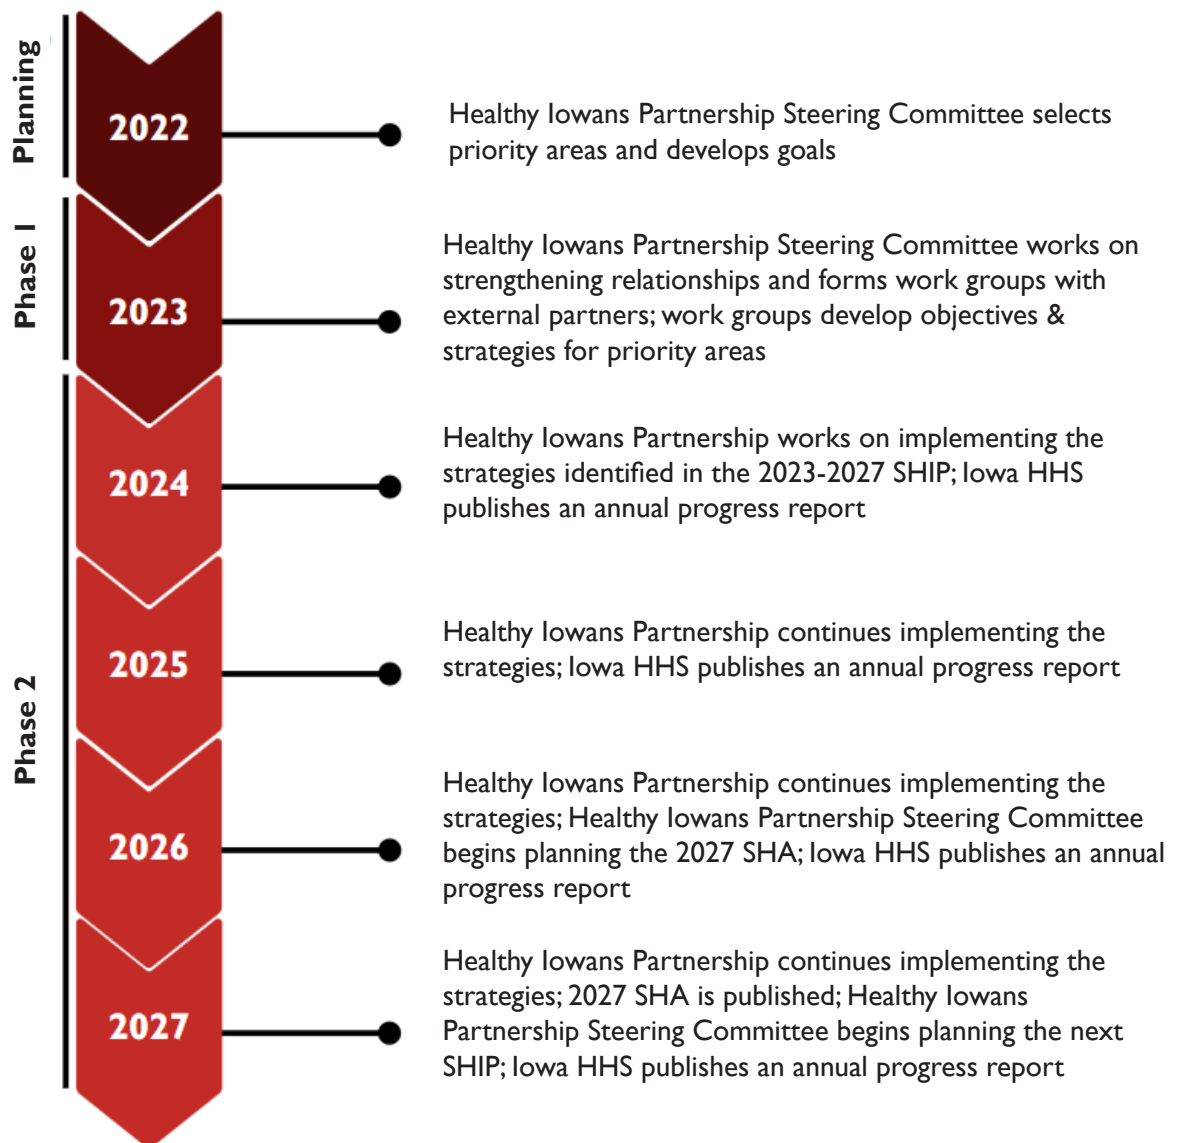 Planning
2022
Healthy Iowans Partnership Steering Committee selects
priority areas and develops goals
Phase 1
2023
Healthy Iowans Partnership Steering Committee works on
strengthening relationships and forms work groups with
external partners; work groups develop objectives &
strategies for priority areas
Phase 2
2024
Healthy Iowans Partnership works on implementing the
strategies identified in the 2023-2027 SHIP; Iowa HHS
publishes an annual progress report
2025
Healthy Iowans Partnership continues implementing the
strategies; Iowa HHS publishes an annual progress report
2026
Healthy Iowans Partnership continues implementing the
strategies; Healthy Iowans Partnership Steering Committee
begins planning the 2027 SHA; Iowa HHS publishes an annual
progress report
2027
Healthy Iowans Partnership continues implementing the
strategies; 2027 SHA is published; Healthy Iowans
Partnership Steering Committee begins planning the next
SHIP; Iowa HHS publishes an annual progress report